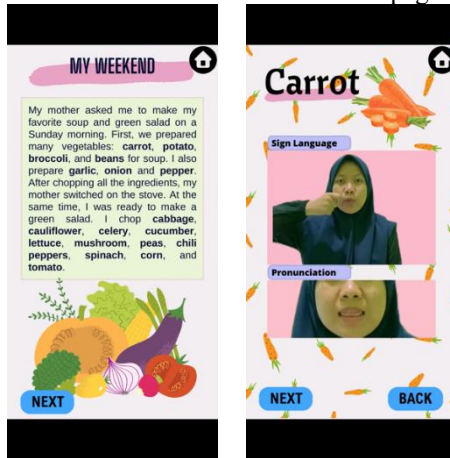 MY WEEKEND
My mother asked me to make my
favorite soup and green salad on a
Sunday morning. First, we prepared
many vegetables: carrot, potato,
broccoli, and beans for soup. I also
prepare garlic, onion and pepper.
After chopping all the ingredients, my
mother switched on the stove. At the
same time, I was ready to make a
green salad. I chop cabbage,
cauliflower, celery, cucumber,
lettuce, mushroom, peas, chili
peppers, spinach, corn, and
tomato.
NEXT
Carrot
Sign Language
Pronunciation
NEXT
BACK